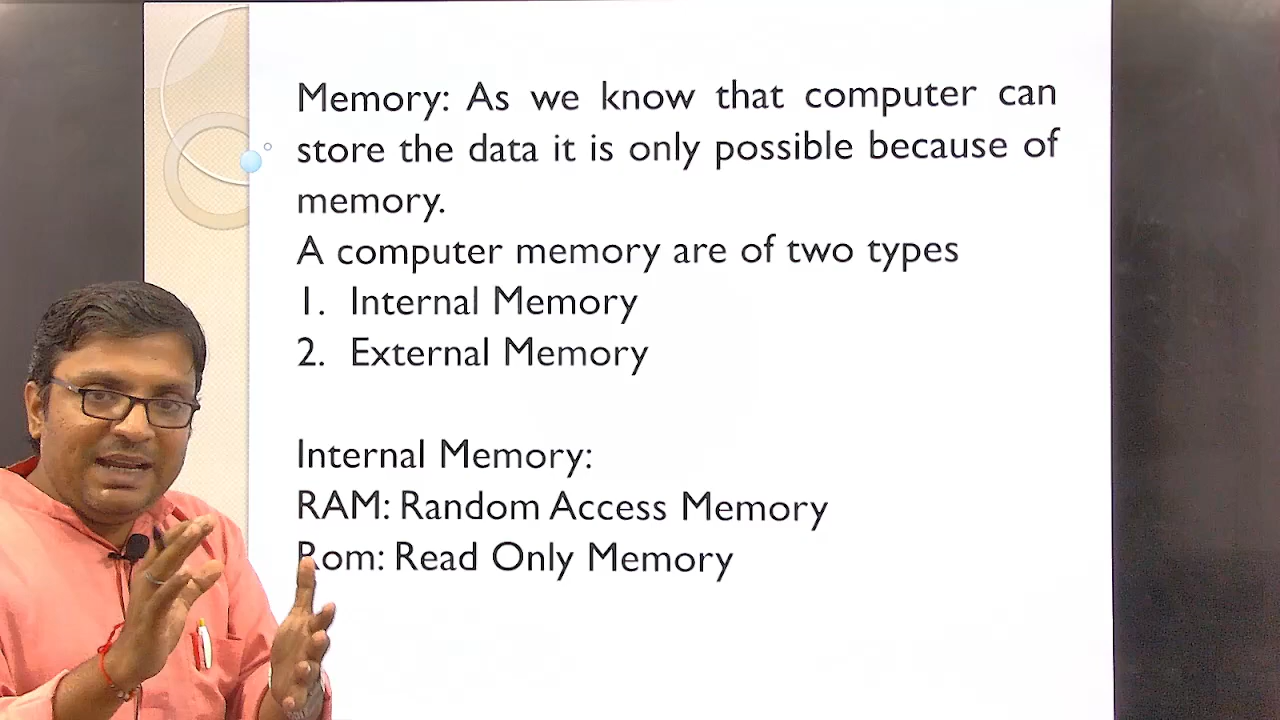 Memory: As we know that computer can
store the data it is only possible because of
memory.
A computer memory are of two types
1. Internal Memory
2. External Memory
Internal Memory:
RAM: Random Access Memory
Rom: Read Only Memory